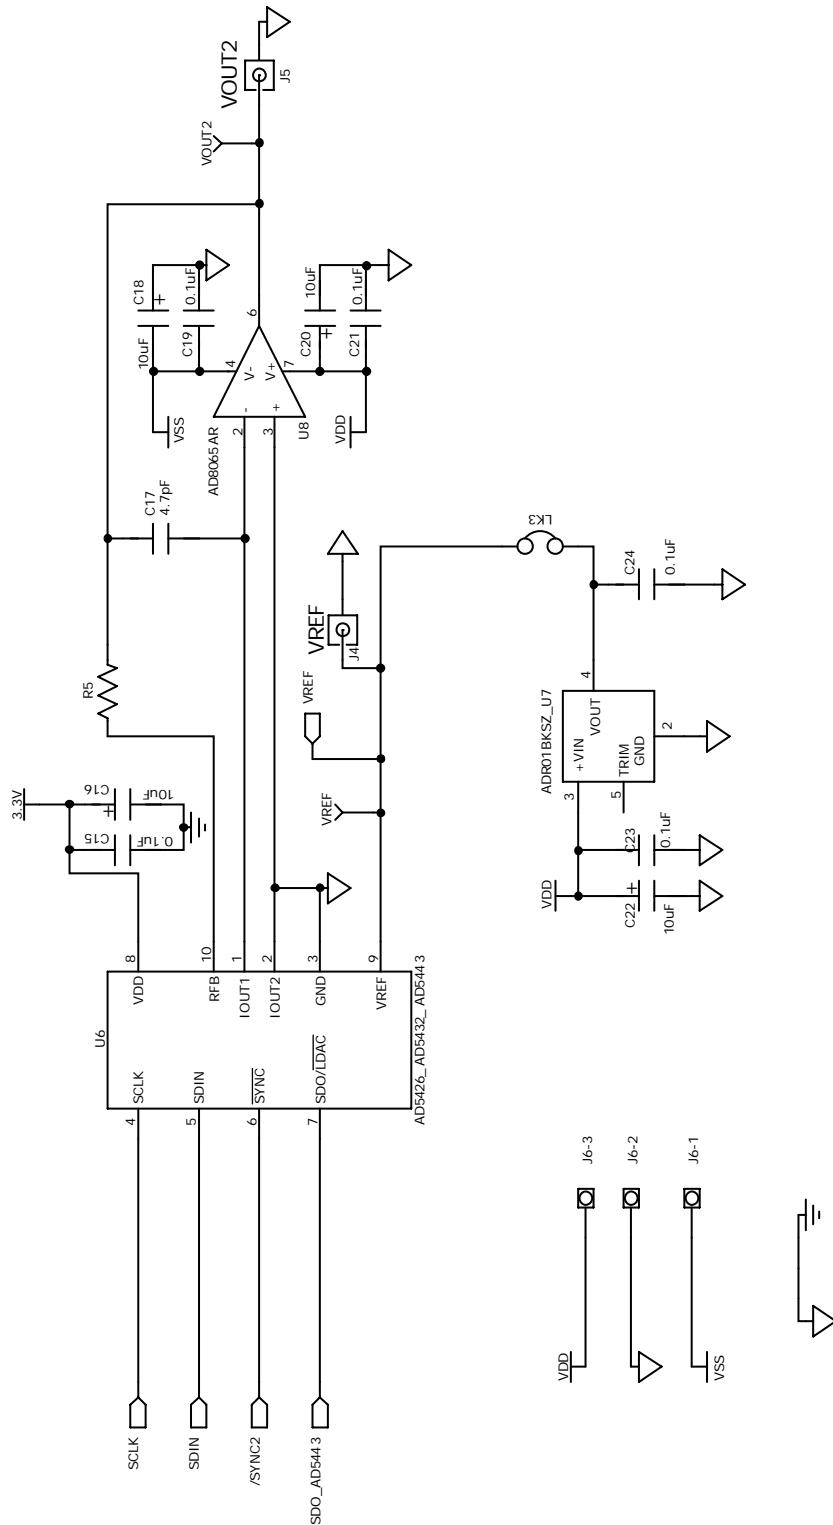 SCLK
SDIN
/SYNC2
SDO_AD5443
U6
4
SCLK
5
SDIN
6
SYNC
7
SDO/LDAC
VDD
8
RFB
10
IOUT1
1
IOUT2
2
GND
3
VREF
9
AD5426_AD5432_AD5443
3.3V
C15
0.1uF
C16
10uF
R5
C17
4.7pF
VREF
VREF
VREF
J4
AD8065AR
U8
2
-
3
+
4
V-
7
V+
6
VSS
10uF
C18
+
C19
0.1uF
VDD
C20
10uF
+
C21
0.1uF
VOUT2
VOUT2
J5
VDD
C22
+
10uF
C23
0.1uF
ADR01BKSZ_U7
3
+VIN
5
TRIM
GND
2
VOUT
4
LK3
C24
0.1uF
VDD
J6-3
J6-2
VSS
J6-1
+